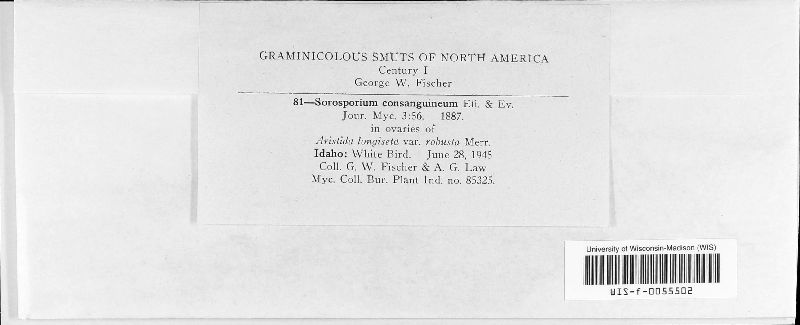 GRAMINICOLOUS SMUTS OF NORTH AMERICA
Century I
George W. Fischer
81—Sorosporium consanguineum Ell. & Ev.
Jour. Myc. 3:56. 1887.
in ovaries of
Aristida longiseta var. robusta Merr.
Idaho: White Bird. June 28, 1945
Coll. G. W. Fischer & A. G. Law
Myc. Coll. Bur. Plant Ind. no. 85325.
University of Wisconsin-Madison (WIS)
WIS-f-0055502